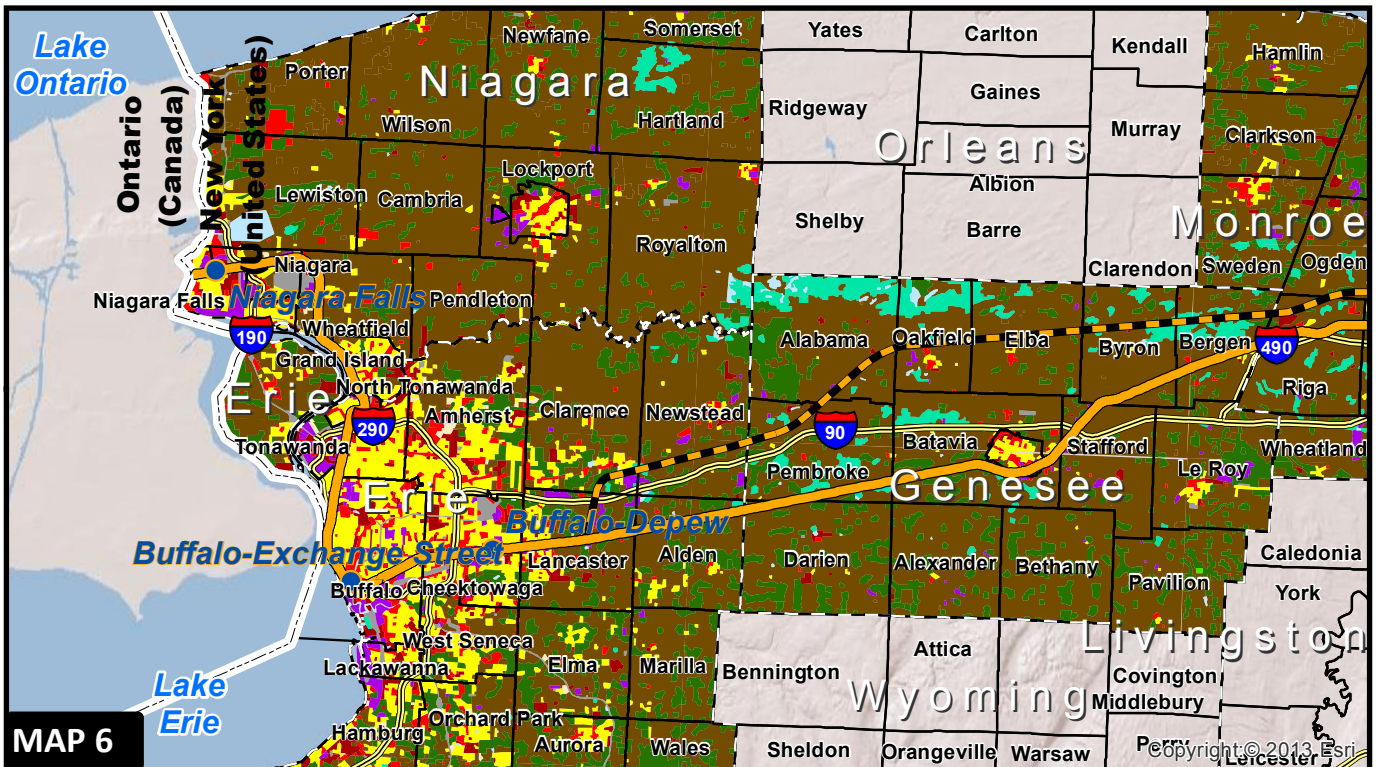 Lake
Ontario
Ontario
(Canada)
New York
(United States)
Newfane
Somerset
Yates
Carlton
Kendall
Hamlin
Porter
Niagara
Gaines
Ridgeway
Wilson
Hartland
Murray
Clarkson
Orleans
Lockport
Albion
Lewiston
Cambria
Shelby
Barre
Monroe
Royalton
Niagara
Clarendon
Sweden
Ogden
Niagara Falls
Niagara Falls
Pendleton
190
Wheatfield
Alabama
Oakfield
Elba
Byron
Bergen
490
Grand Island
North Tonawanda
Riga
Erie
Amherst
Clarence
Newstead
290
90
Tonawanda
Batavia
Stafford
Wheatland
Pembroke
Le Roy
Erie
Genesee
Buffalo-Depew
Buffalo-Exchange Street
Lancaster
Alden
Darien
Alexander
Bethany
Caledonia
Pavilion
Buffalo
Cheektowaga
York
West Seneca
Livingston
Lackawanna
Elma
Marilla
Bennington
Attica
Covington
Lake
Erie
Wyoming
Middlebury
Orchard Park
Hamburg
Aurora
Wales
Sheldon
Orangeville
Warsaw
Perry
Leicester
MAP 6
Copyright:© 2013 Esri